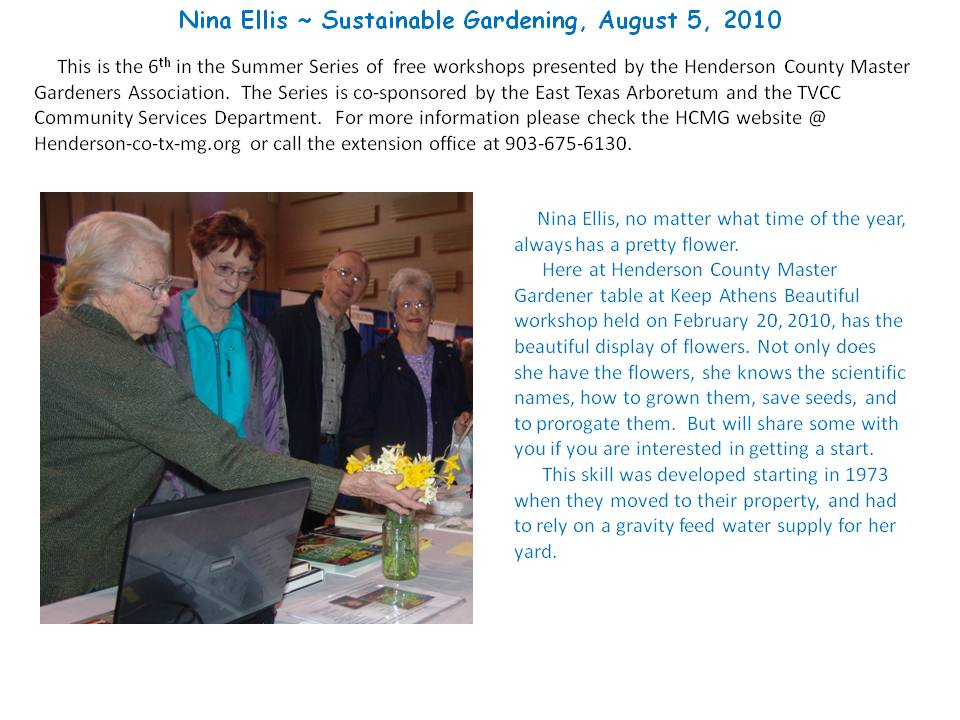 Nina Ellis ~ Sustainable Gardening, August 5, 2010
This is the 6th in the Summer Series of free workshops presented by the Henderson County Master
Gardeners Association. The Series is co-sponsored by the East Texas Arboretum and the TVCC
Community Services Department. For more information please check the HCMG website @
Henderson-co-tx-mg.org or call the extension office at 903-675-6130.
Nina Ellis, no matter what time of the year,
always has a pretty flower.
Here at Henderson County Master
Gardener table at Keep Athens Beautiful
workshop held on February 20, 2010, has the
beautiful display of flowers. Not only does
she have the flowers, she knows the scientific
names, how to grown them, save seeds, and
to prorogate them. But will share some with
you if you are interested in getting a start.
This skill was developed starting in 1973
when they moved to their property, and had
to rely on a gravity feed water supply for her
yard.